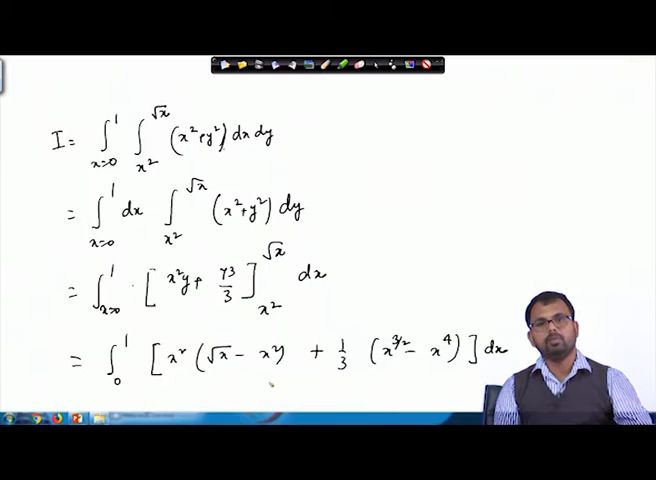 I = ∫_{x=0}^{1} ∫_{x²}^{√x} (x²+y²) dx dy
= ∫_{x=0}^{1} dx ∫_{x²}^{√x} (x²+y²) dy
= ∫_{x=0}^{1} · [x²y + y³/3]_{x²}^{√x} dx
= ∫_{0}^{1} [x² (√x − x²) + 1/3 (x^{3/2} − x⁴)] dx